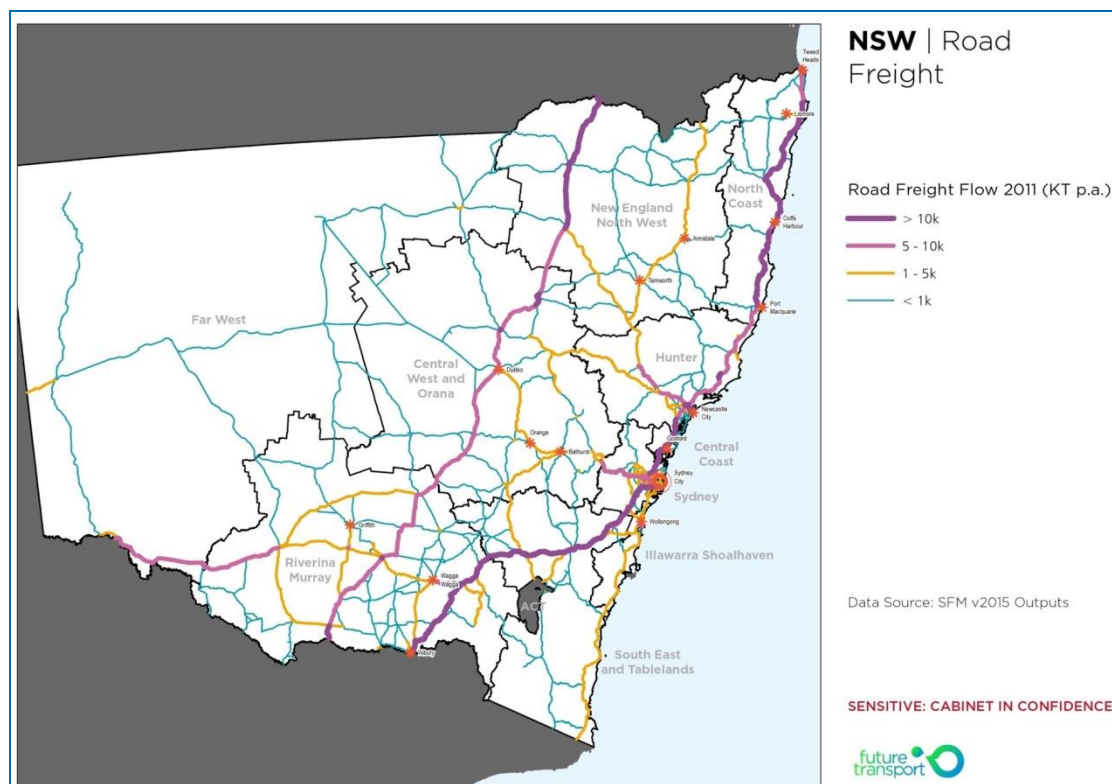 NSW | Road
Freight
Road Freight Flow 2011 (KT p.a.)
> 10k
5 - 10k
1 - 5k
< 1k
Data Source: SFM v2015 Outputs
SENSITIVE: CABINET IN CONFIDENCE
future
transport
Tweed
Heads
Lismore
North
Coast
New England
North West
Coffs
Harbour
Armidale
Tamworth
Port
Macquarie
Far West
Hunter
Central
West and
Orana
Dubbo
Newcastle
City
Orange
Bathurst
Gosford
Central
Coast
Sydney
City
Sydney
Griffith
Wollongong
Illawarra Shoalhaven
Riverina
Murray
Wagga
Wagga
ACT
Albury
South East
and Tablelands